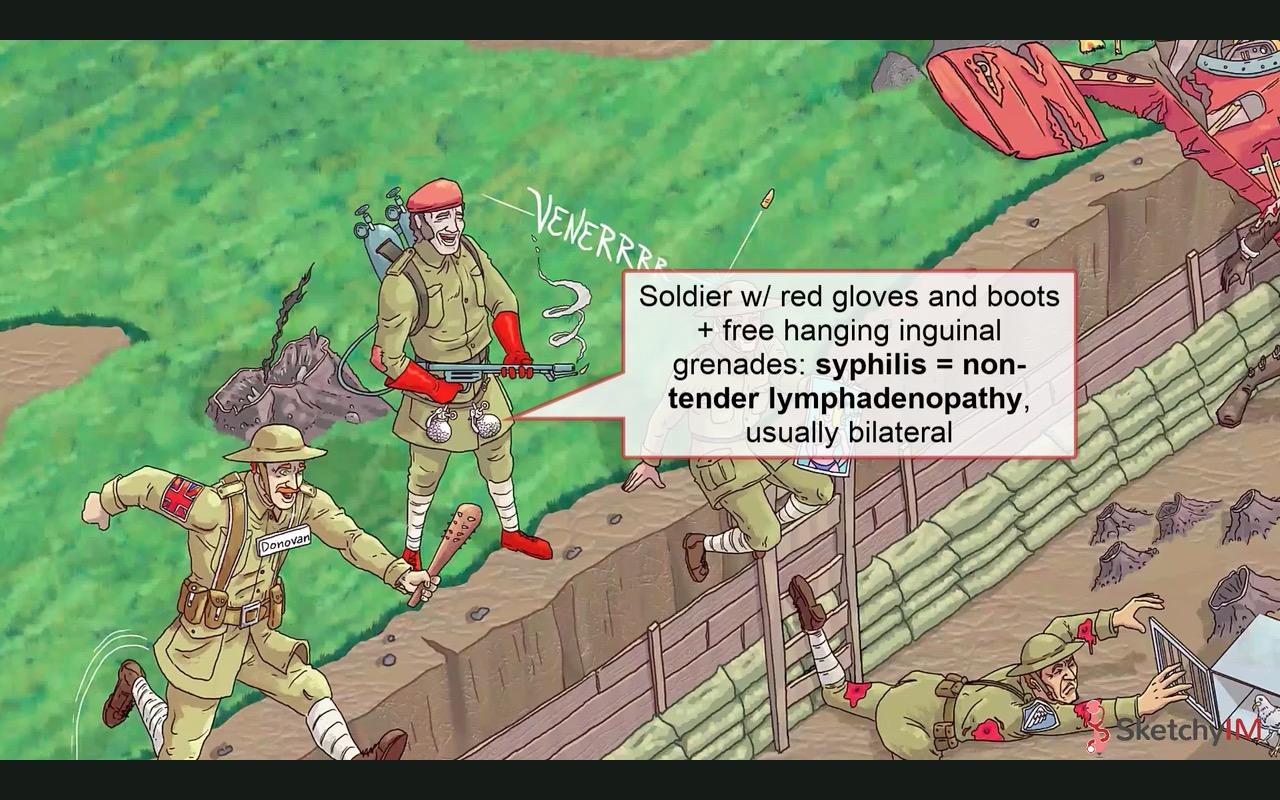 VENERRRR
Soldier w/ red gloves and boots
+ free hanging inguinal
grenades: syphilis = non-
tender lymphadenopathy,
usually bilateral
Donovan
SketchyIM